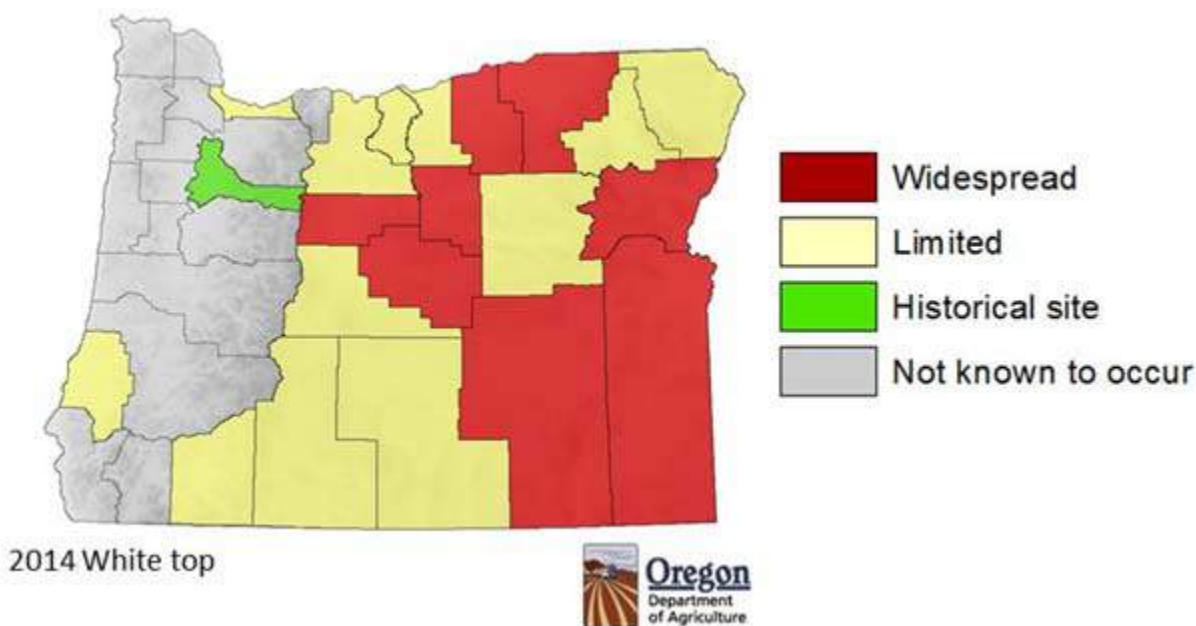 Widespread
Limited
Historical site
Not known to occur
2014 White top
Oregon
Department
of Agriculture